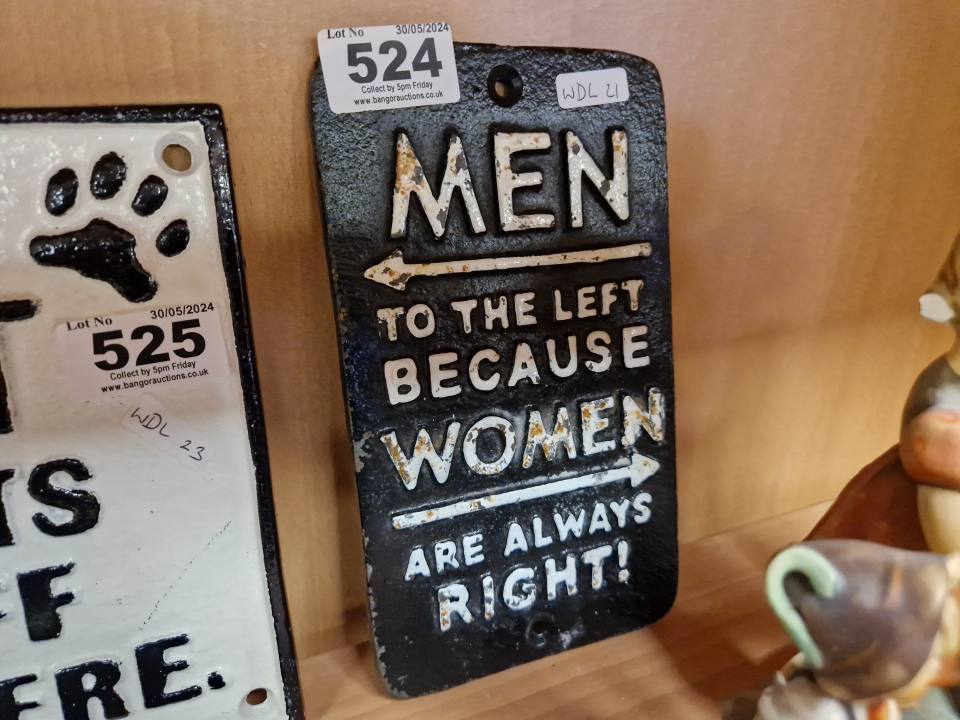 Lot No 30/05/2024
524
Collect by 5pm Friday
www.bangorauctions.co.uk
WDL 21
MEN
TO THE LEFT
BECAUSE
WOMEN
ARE ALWAYS
RIGHT!
Lot No 30/05/2024
525
Collect by 5pm Friday
www.bangorauctions.co.uk
WDL 23